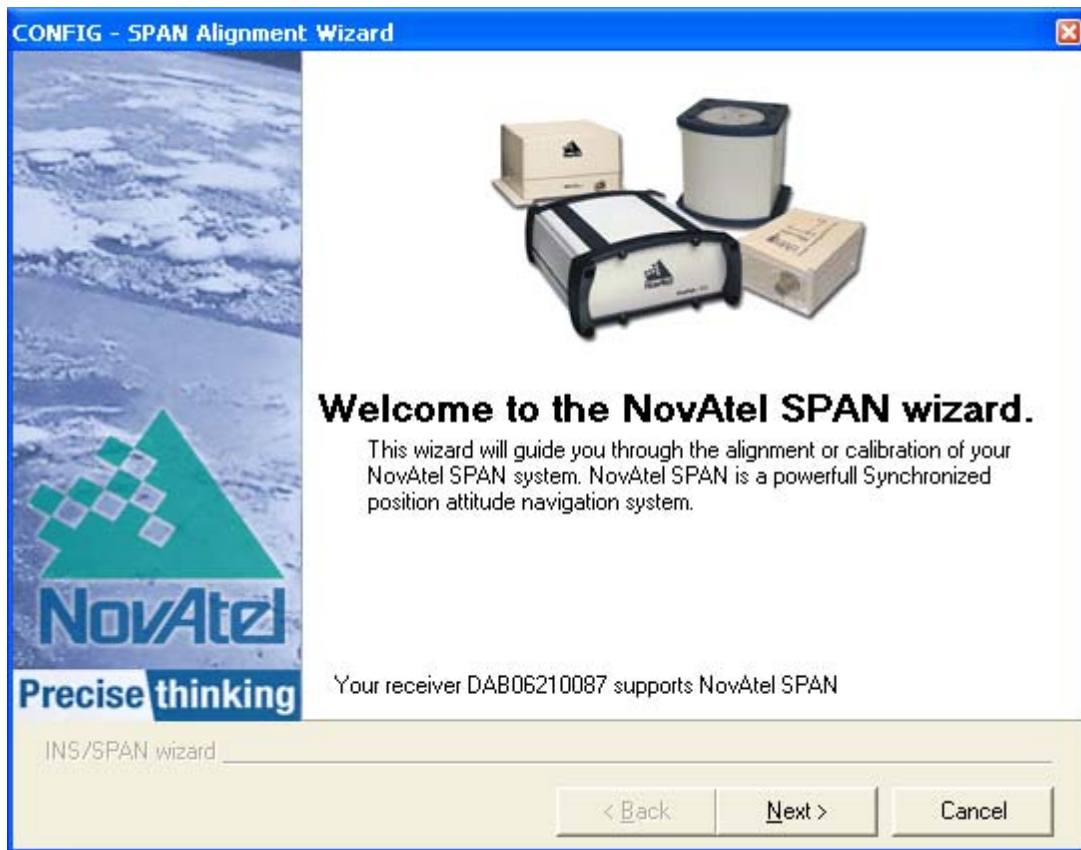 CONFIG - SPAN Alignment Wizard
Welcome to the NovAtel SPAN wizard.
This wizard will guide you through the alignment or calibration of your
NovAtel SPAN system. NovAtel SPAN is a powerfull Synchronized
position attitude navigation system.
NovAtel
Precise thinking
Your receiver DAB06210087 supports NovAtel SPAN
INS/SPAN wizard
< Back
Next >
Cancel